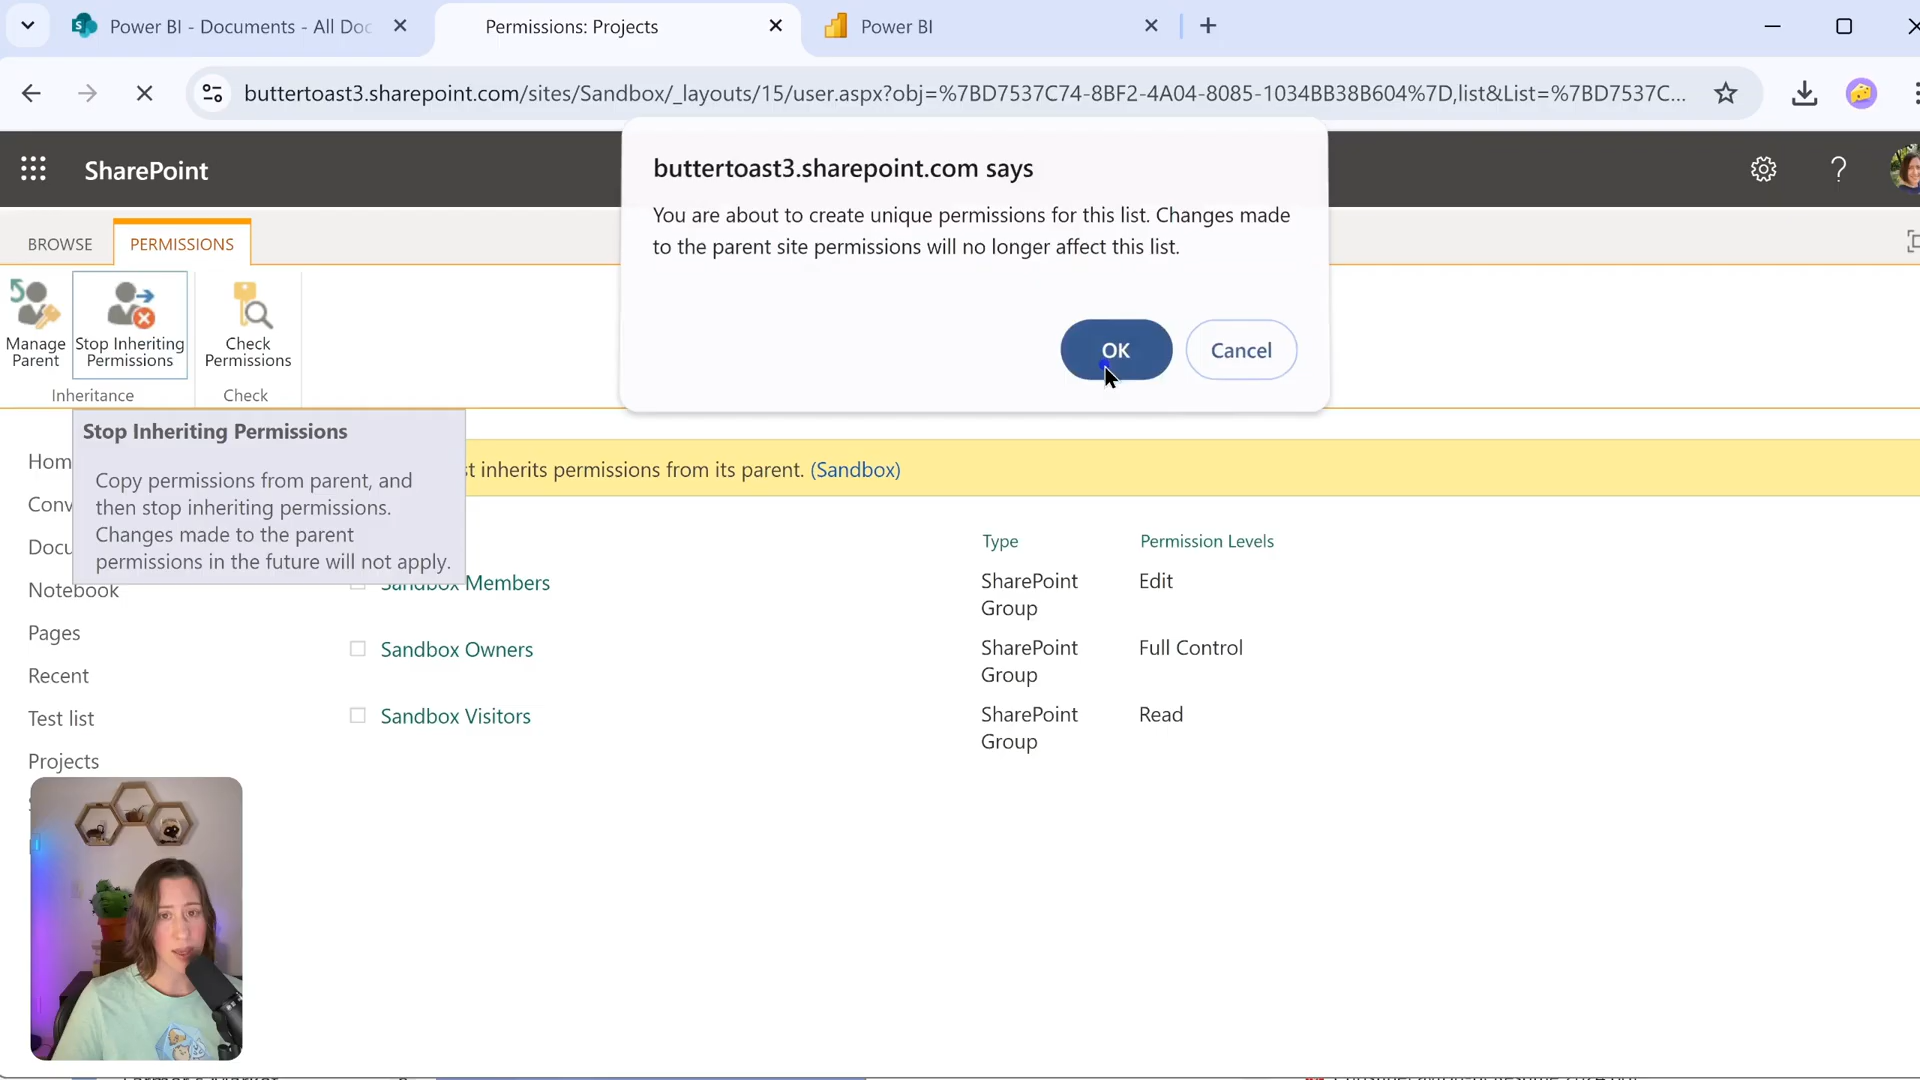 Power BI - Documents - All Doc
Permissions: Projects
Power BI
buttertoast3.sharepoint.com/sites/Sandbox/_layouts/15/user.aspx?obj=%7BD7537C74-8BF2-4A04-8085-1034BB38B604%7D,list&List=%7BD7537C...
SharePoint
buttertoast3.sharepoint.com says
You are about to create unique permissions for this list. Changes made
to the parent site permissions will no longer affect this list.
OK
Cancel
BROWSE
PERMISSIONS
Manage
Parent
Stop Inheriting
Permissions
Check
Permissions
Inheritance
Check
Stop Inheriting Permissions
Copy permissions from parent, and
then stop inheriting permissions.
Changes made to the parent
permissions in the future will not apply.
t inherits permissions from its parent. (Sandbox)
Hom
Conv
Docu
Notebook
Pages
Recent
Test list
Projects
Type
Permission Levels
Sandbox Members
SharePoint
Group
Edit
Sandbox Owners
SharePoint
Group
Full Control
Sandbox Visitors
SharePoint
Group
Read